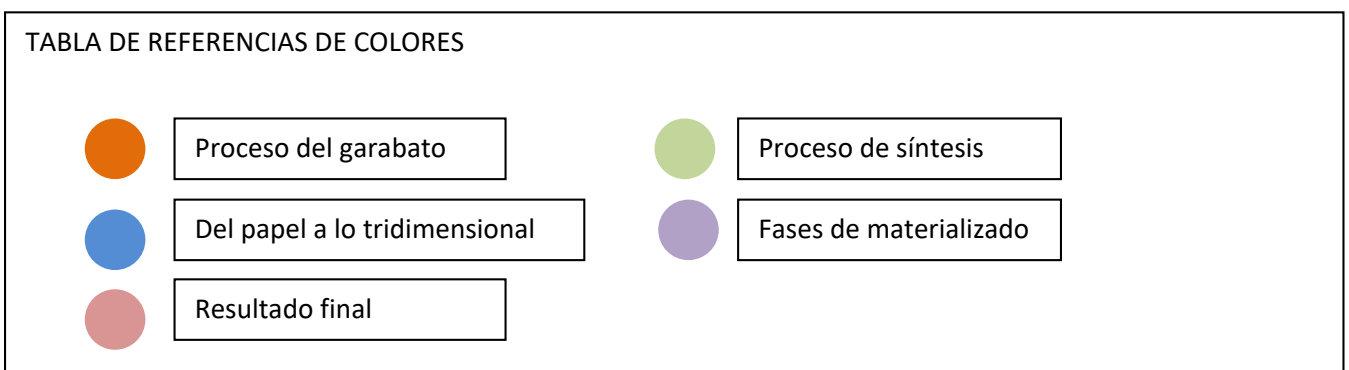 TABLA DE REFERENCIAS DE COLORES
Proceso del garabato
Proceso de síntesis
Del papel a lo tridimensional
Fases de materializado
Resultado final